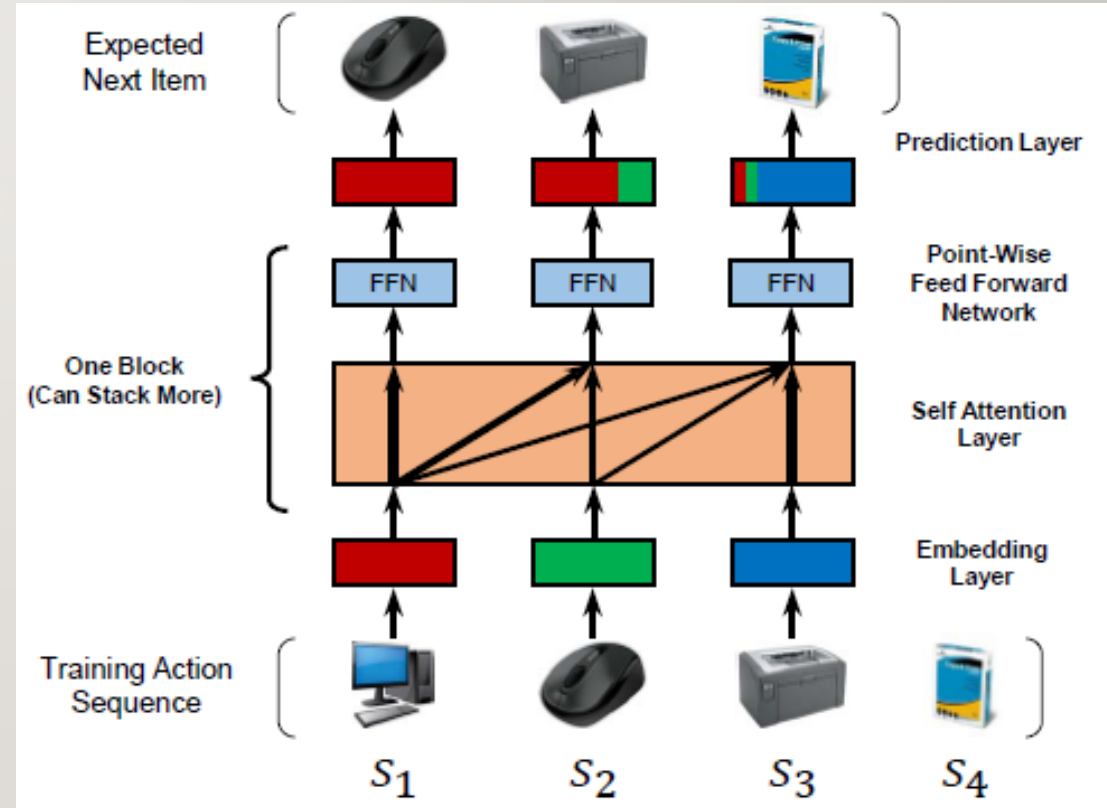 Expected
Next Item
Prediction Layer
FFN
FFN
FFN
Point-Wise
Feed Forward
Network
One Block
(Can Stack More)
Self Attention
Layer
Embedding
Layer
Training Action
Sequence
S1 S2 S3 S4